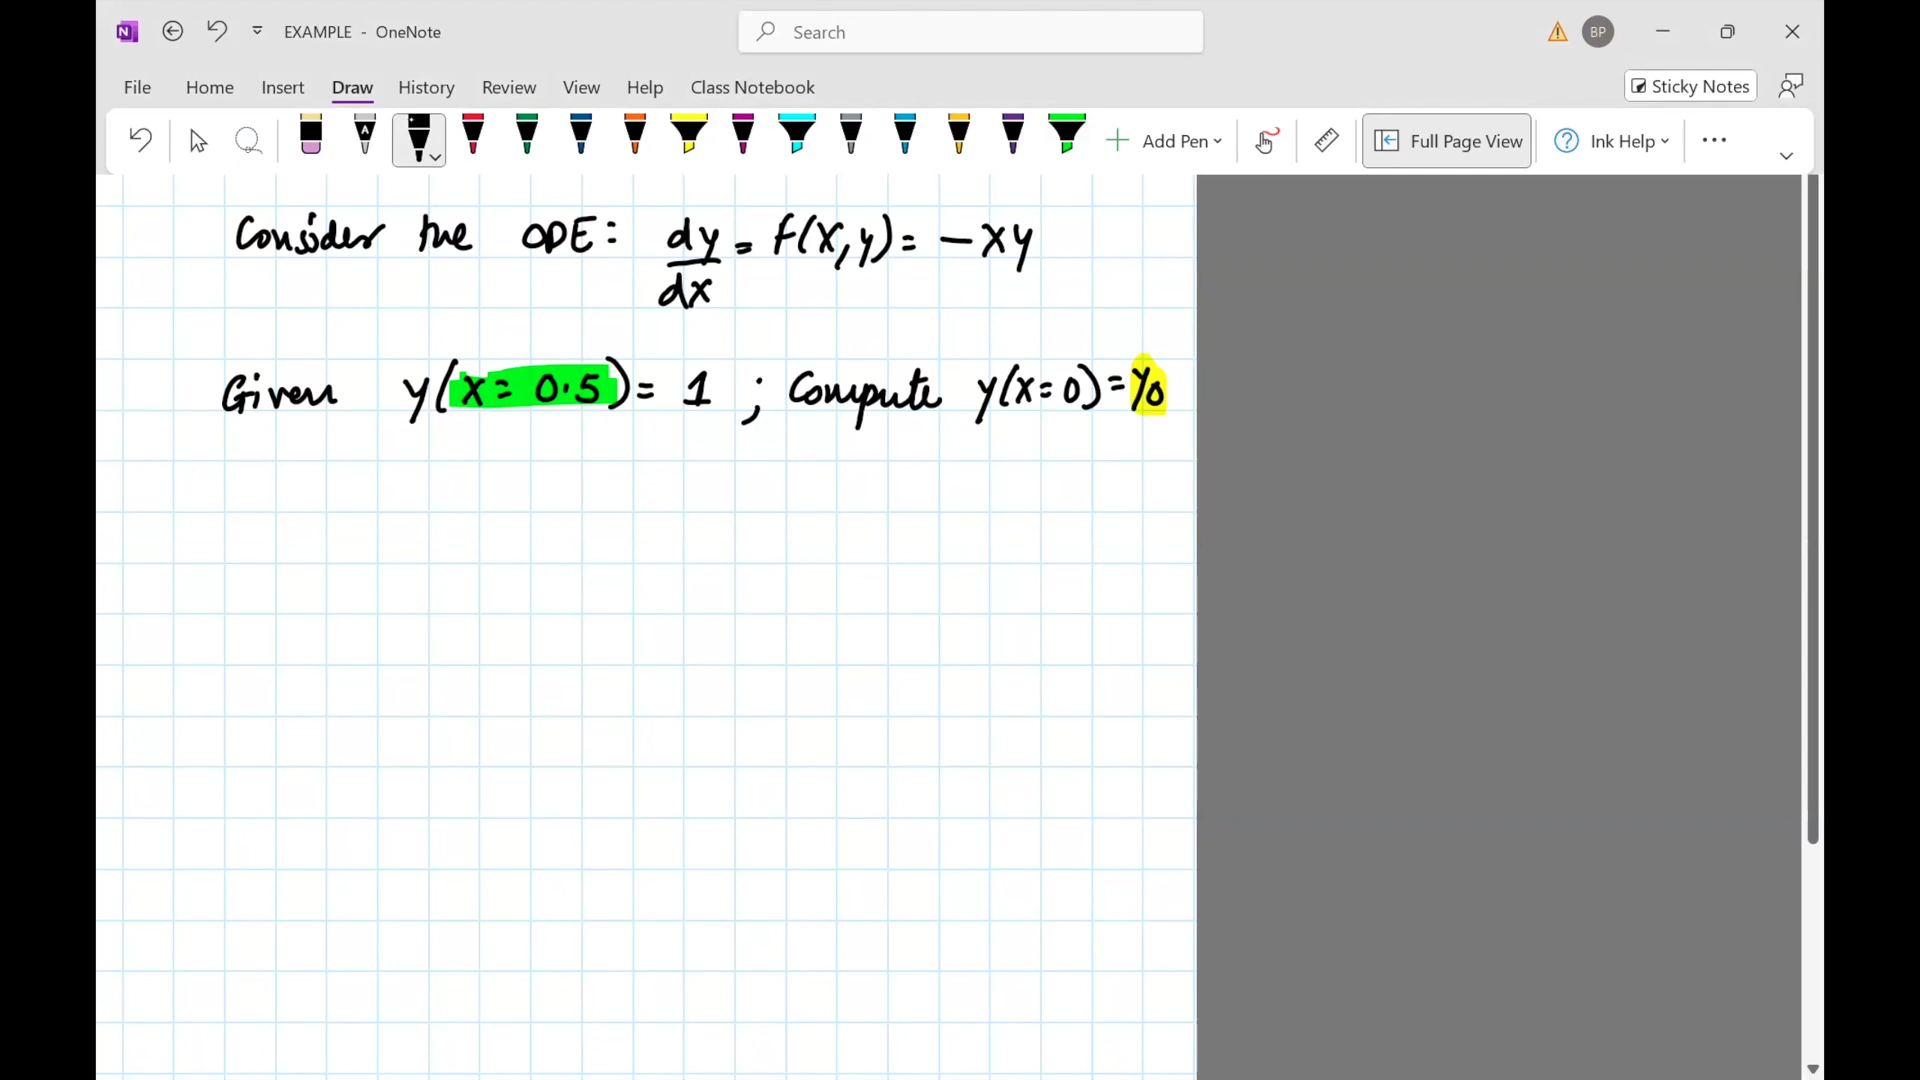 EXAMPLE - OneNote
Search
BP
File Home Insert Draw History Review View Help Class Notebook
Sticky Notes
A
Add Pen
Full Page View
Ink Help
Consider the ODE: dy/dx = f(x,y) = -xy
Given y(x = 0.5) = 1 ; Compute y(x=0) = y0